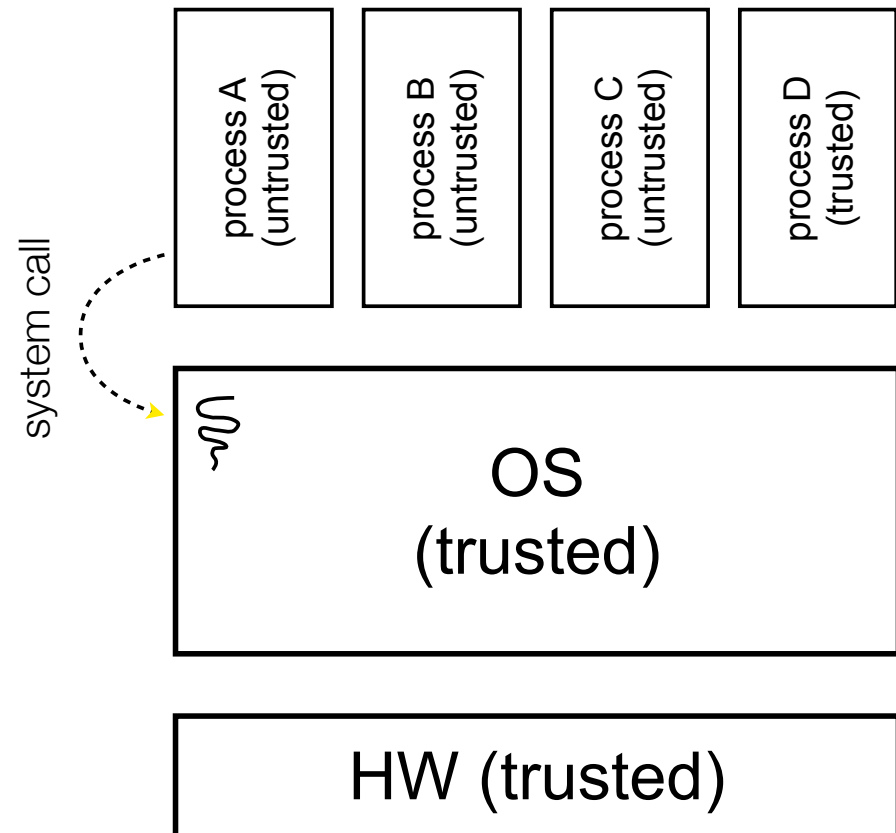 process A
(untrusted)
process B
(untrusted)
process C
(untrusted)
process D
(trusted)
system call
OS
(trusted)
HW (trusted)